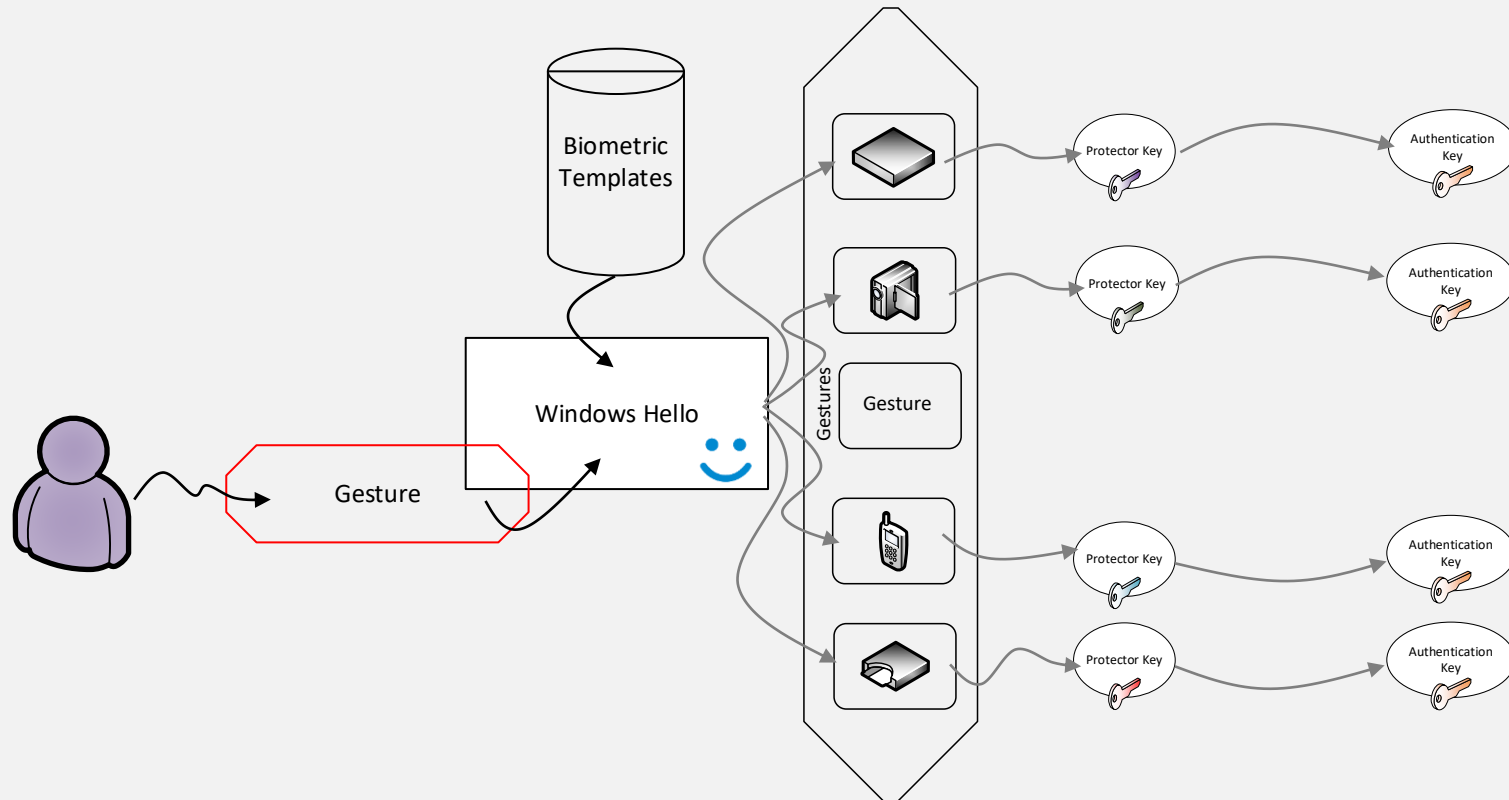 Biometric
Templates
Windows Hello
Gesture
Gestures
Gesture
Protector Key
Authentication
Key
Protector Key
Authentication
Key
Protector Key
Authentication
Key
Protector Key
Authentication
Key